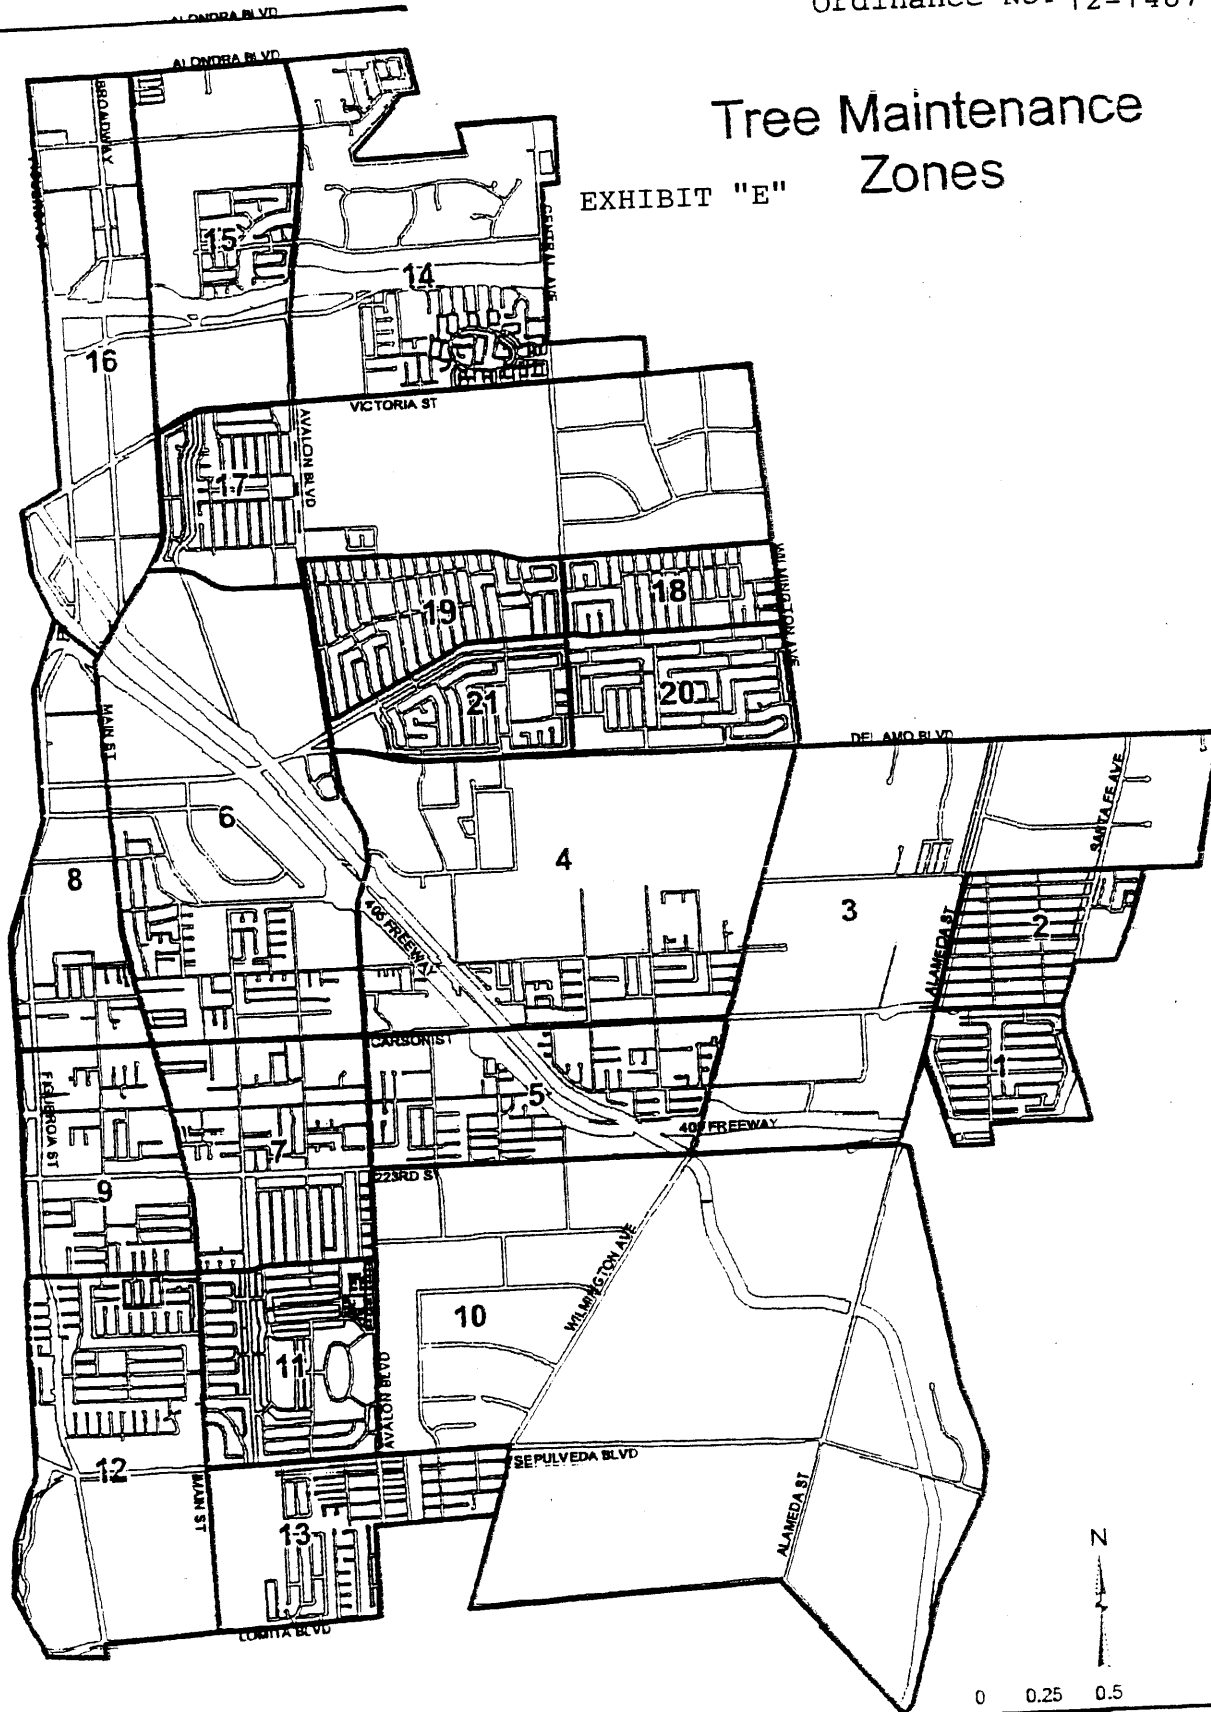 ALONDRA BLVD
Ordinance No. 12-1487
ALONDRA BLVD
Tree Maintenance
Zones
EXHIBIT "E"
BROADWAY
CENTRAL AVE
15
14
16
VICTORIA ST
AVALON BLVD
17
WILMINGTON AVE
18
19
20
21
MAIN ST
DEL AMO BLVD
SANTA FE AVE
6
4
8
3
2
405 FREEWAY
ALAMEDA ST
CARSON ST
1
FIGUEROA ST
5
405 FREEWAY
7
223RD ST
9
WILMINGTON AVE
10
11
AVALON BLVD
SEPULVEDA BLVD
12
MAIN ST
ALAMEDA ST
13
N
LOMITA BLVD
0 0.25 0.5